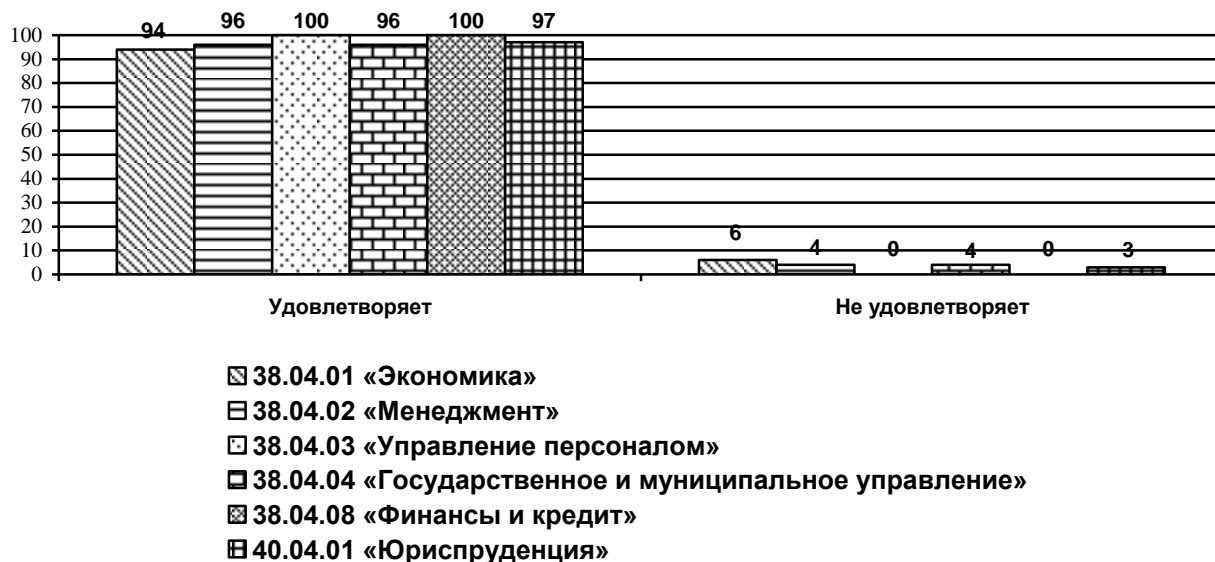 94 96 100 96 100 97
100
90
80
70
60
50
40
30
20
10
0
6 4 0 4 0 3
Удовлетворяет Не удовлетворяет
38.04.01 «Экономика»
38.04.02 «Менеджмент»
38.04.03 «Управление персоналом»
38.04.04 «Государственное и муниципальное управление»
38.04.08 «Финансы и кредит»
40.04.01 «Юриспруденция»